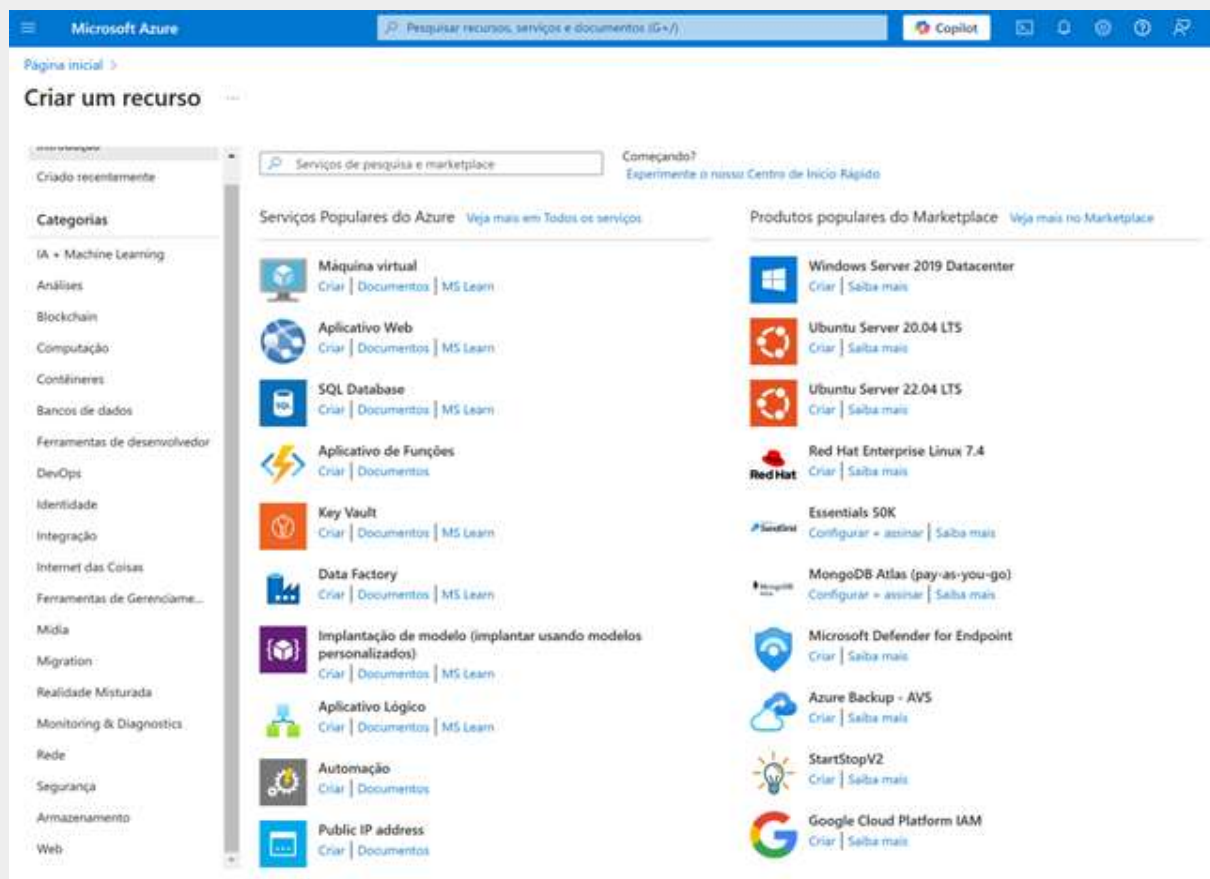 Microsoft Azure
Pesquisar recursos, serviços e documentos (G+/)
Copilot
Página inicial >
Criar um recurso ...
Introdução
Criado recentemente
Categorias
IA + Machine Learning
Análises
Blockchain
Computação
Contêineres
Bancos de dados
Ferramentas de desenvolvedor
DevOps
Identidade
Integração
Internet das Coisas
Ferramentas de Gerenciame...
Mídia
Migration
Realidade Misturada
Monitoring & Diagnostics
Rede
Segurança
Armazenamento
Web
Serviços de pesquisa e marketplace
Começando?
Experimente o nosso Centro de Início Rápido
Serviços Populares do Azure Veja mais em Todos os serviços
Máquina virtual
Criar | Documentos | MS Learn
Aplicativo Web
Criar | Documentos | MS Learn
SQL
SQL Database
Criar | Documentos | MS Learn
Aplicativo de Funções
Criar | Documentos
Key Vault
Criar | Documentos | MS Learn
Data Factory
Criar | Documentos | MS Learn
Implantação de modelo (implantar usando modelos
personalizados)
Criar | Documentos | MS Learn
Aplicativo Lógico
Criar | Documentos | MS Learn
Automação
Criar | Documentos
Public IP address
Criar | Documentos
Produtos populares do Marketplace Veja mais no Marketplace
Windows Server 2019 Datacenter
Criar | Saiba mais
Ubuntu Server 20.04 LTS
Criar | Saiba mais
Ubuntu Server 22.04 LTS
Criar | Saiba mais
Red Hat
Red Hat Enterprise Linux 7.4
Criar | Saiba mais
SendGrid
Essentials 50K
Configurar + assinar | Saiba mais
MongoDB Atlas (pay-as-you-go)
Configurar + assinar | Saiba mais
Microsoft Defender for Endpoint
Criar | Saiba mais
Azure Backup - AVS
Criar | Saiba mais
StartStopV2
Criar | Saiba mais
Google Cloud Platform IAM
Criar | Saiba mais